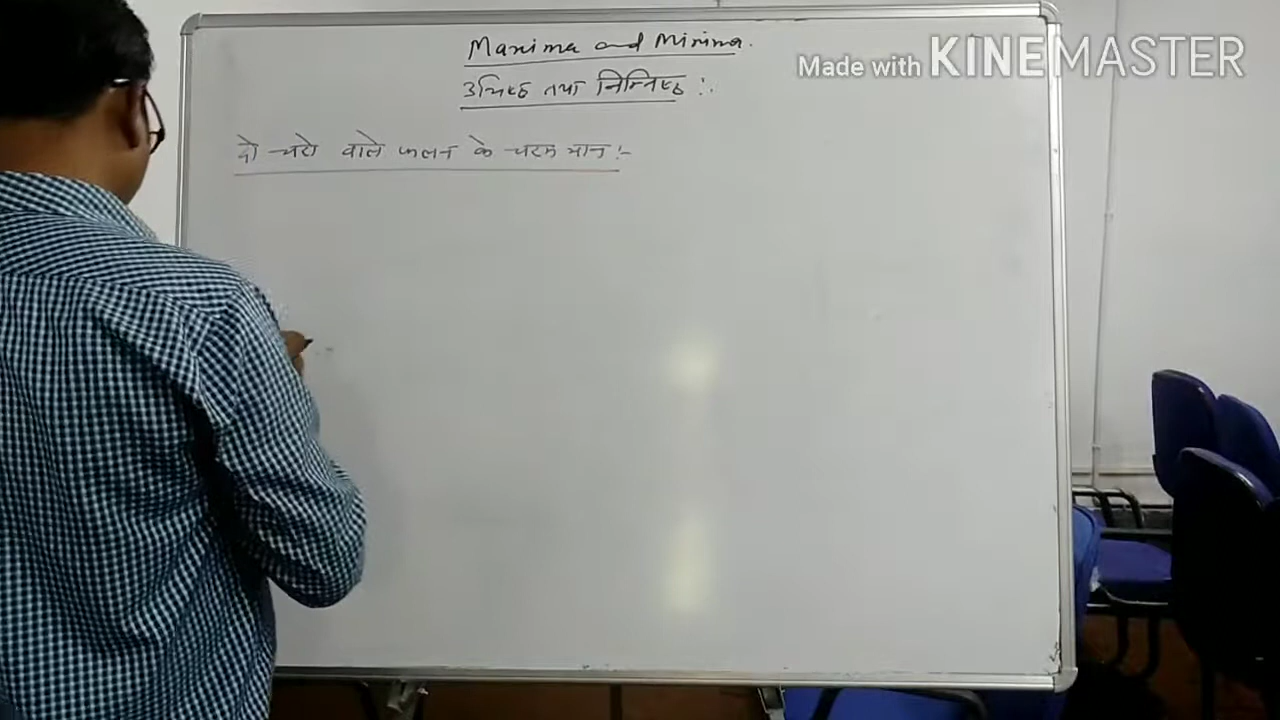 Maxima and Minima.
Made with KINEMASTER
उच्चिष्ठ तथा निम्निष्ठ :-
दो चरो वाले फलन के चरम मान :-